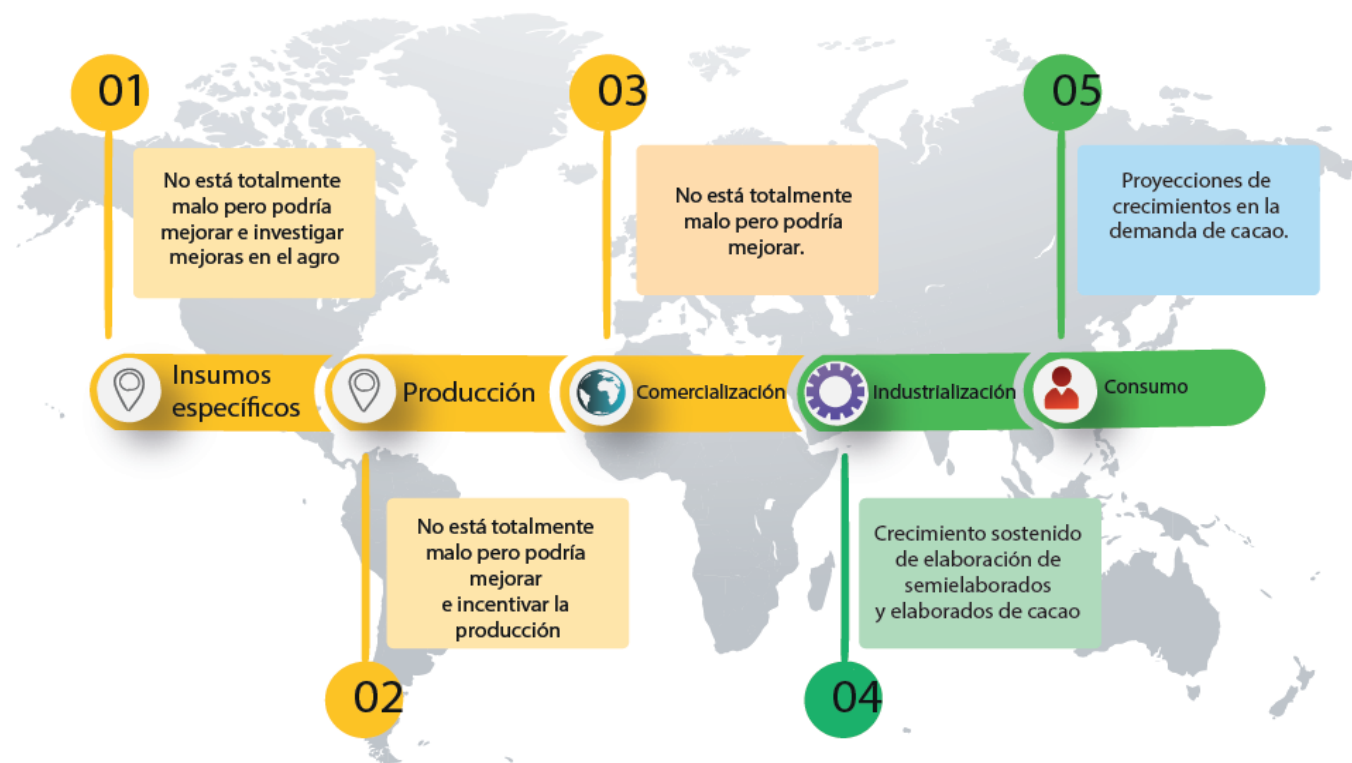 01
No está totalmente
malo pero podría
mejorar e investigar
mejoras en el agro
03
No está totalmente
malo pero podría
mejorar.
05
Proyecciones de
crecimientos en la
demanda de cacao.
Insumos
específicos
Producción
Comercialización
Industrialización
Consumo
No está totalmente
malo pero podría
mejorar
e incentivar la
producción
02
Crecimiento sostenido
de elaboración de
semielaborados
y elaborados de cacao
04